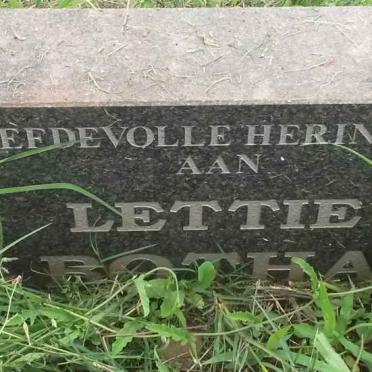 EFDEVOLLE HERIN
AAN
LETTIE
BOTHA